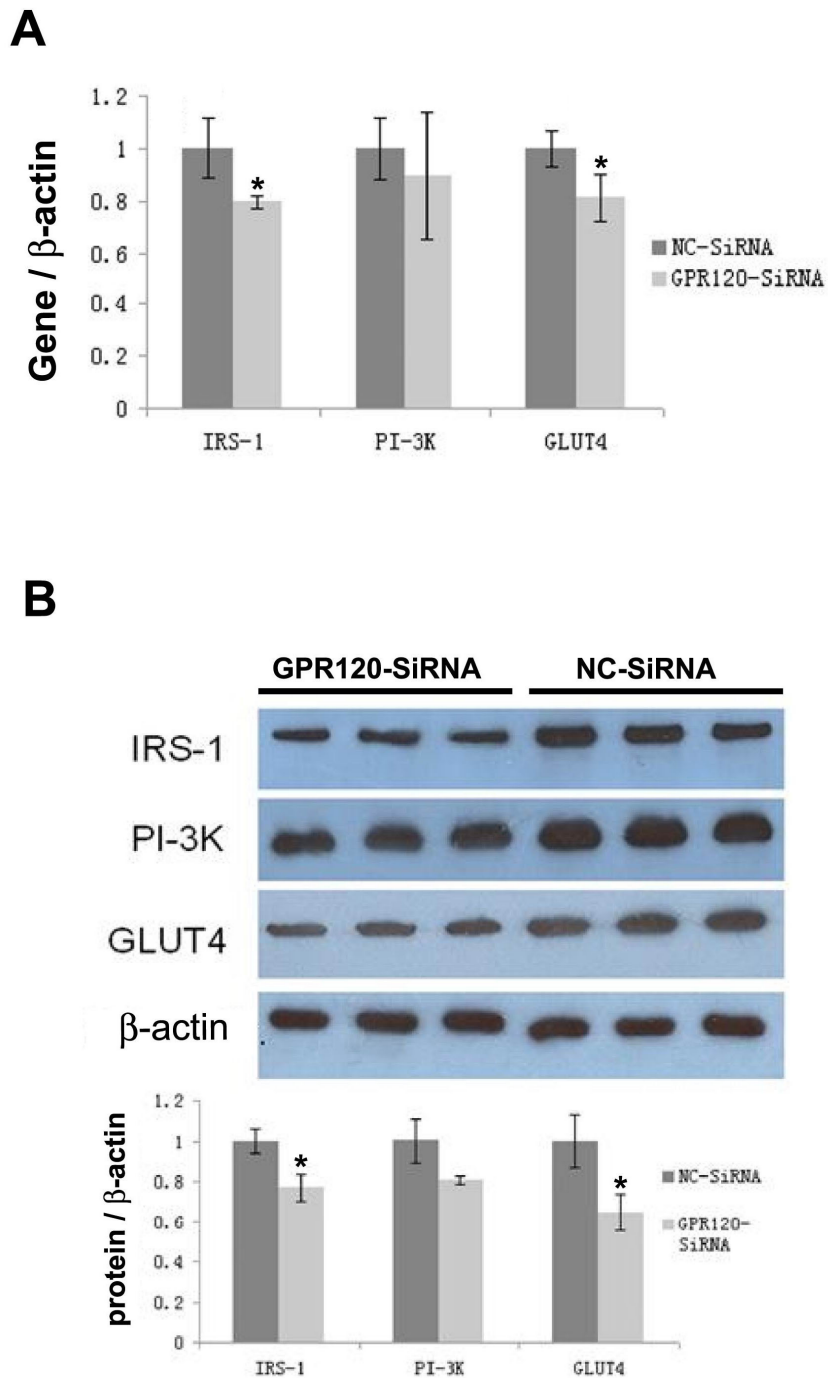 A
1.2
1
0.8
0.6
0.4
0.2
0
Gene / β-actin
*
*
NC-SiRNA
GPR120-SiRNA
IRS-1 PI-3K GLUT4
B
GPR120-SiRNA NC-SiRNA
IRS-1
PI-3K
GLUT4
β-actin
1.2
1
0.8
0.6
0.4
0.2
0
protein / β-actin
*
*
NC-SiRNA
GPR120-
SiRNA
IRS-1 PI-3K GLUT4